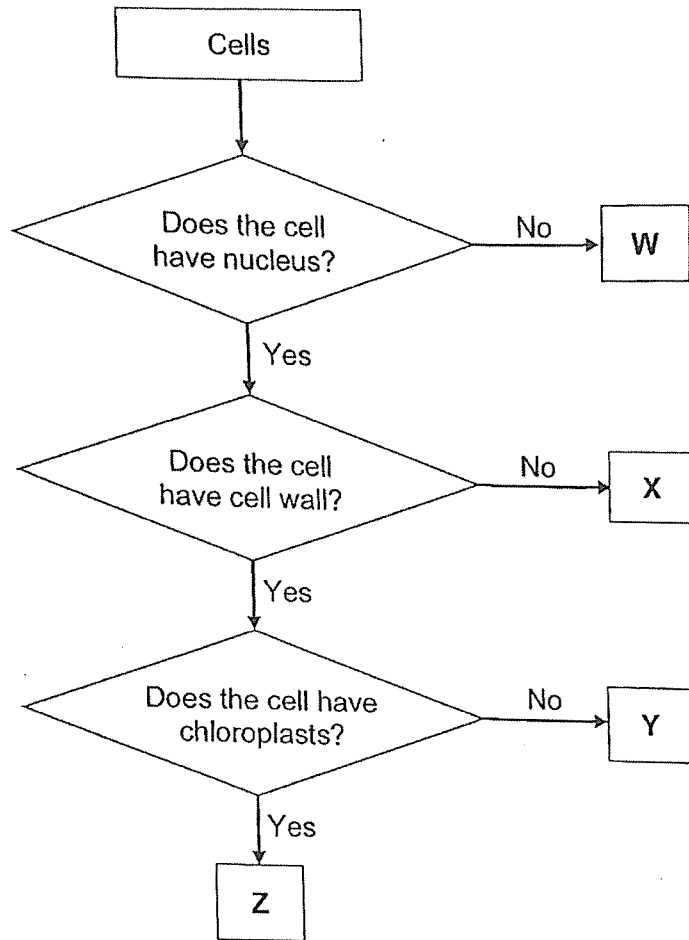 Cells
Does the cell
have nucleus?
No
W
Yes
Does the cell
have cell wall?
No
X
Yes
Does the cell have
chloroplasts?
No
Y
Yes
Z